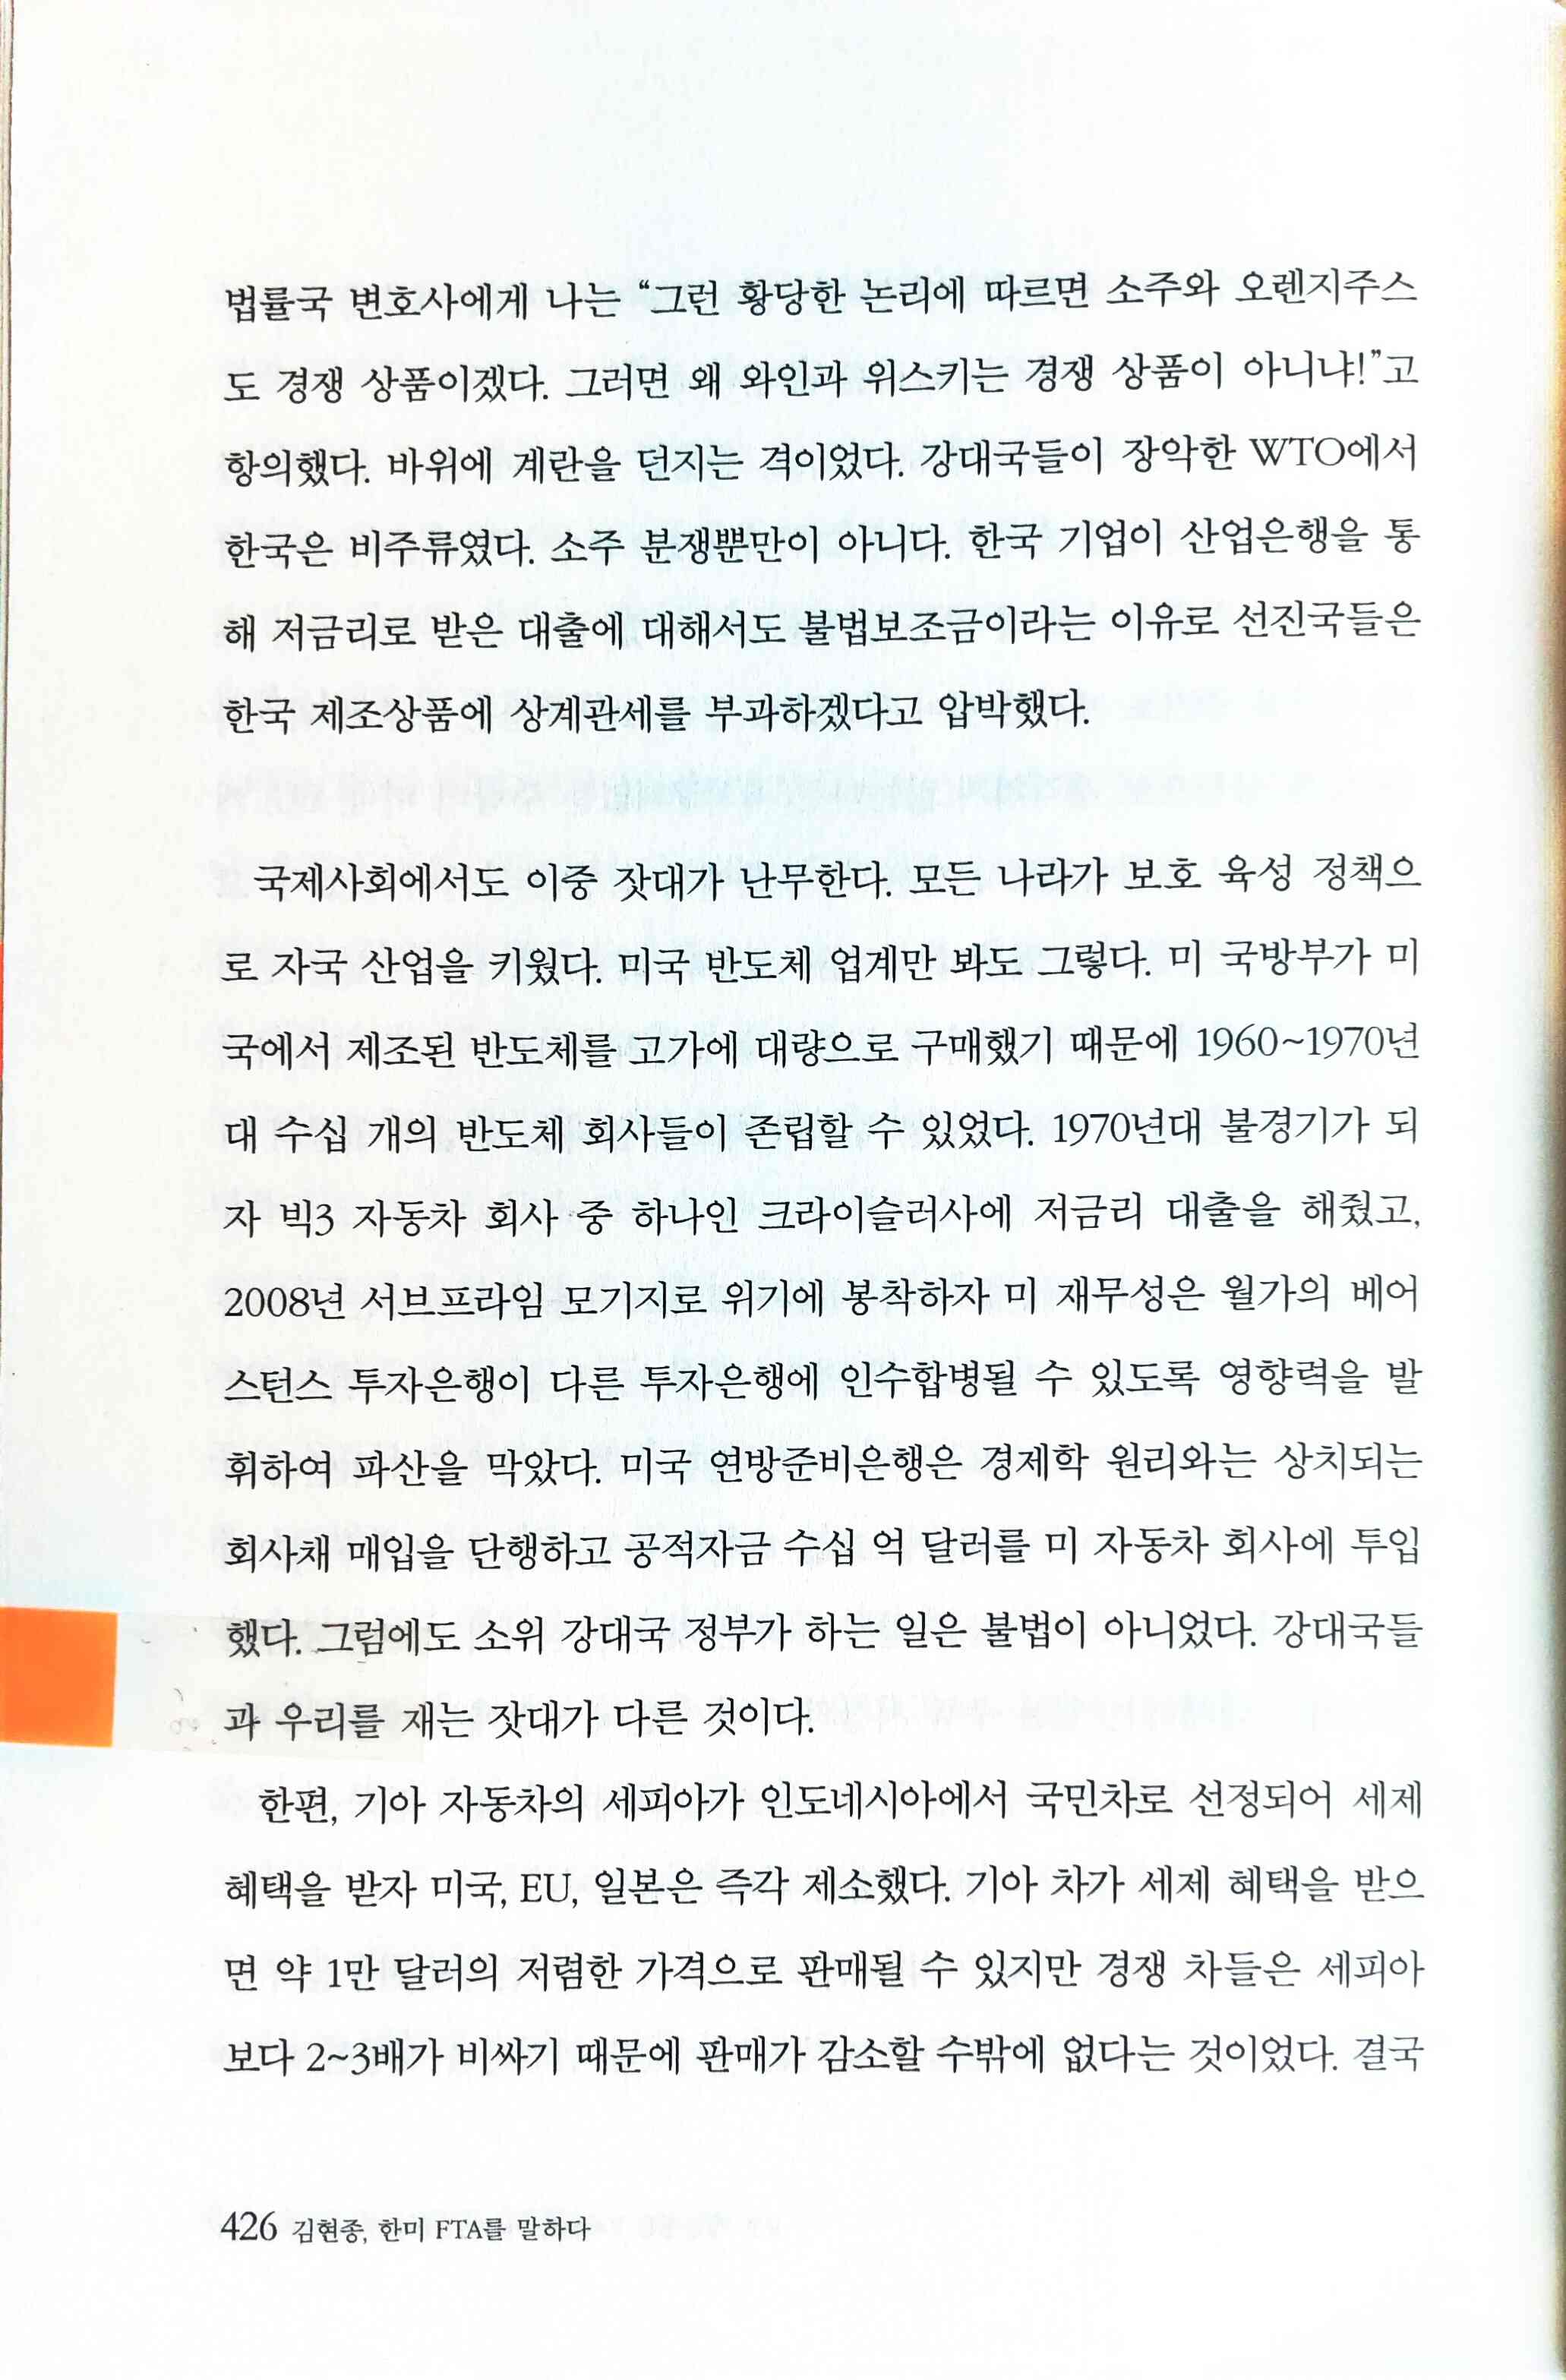 법률국 변호사에게 나는 “그런 황당한 논리에 따르면 소주와 오렌지주스
도 경쟁 상품이겠다. 그러면 왜 와인과 위스키는 경쟁 상품이 아니냐!”고
항의했다. 바위에 계란을 던지는 격이었다. 강대국들이 장악한 WTO에서
한국은 비주류였다. 소주 분쟁뿐만이 아니다. 한국 기업이 산업은행을 통
해 저금리로 받은 대출에 대해서도 불법보조금이라는 이유로 선진국들은
한국 제조상품에 상계관세를 부과하겠다고 압박했다.
국제사회에서도 이중 잣대가 난무한다. 모든 나라가 보호 육성 정책으
로 자국 산업을 키웠다. 미국 반도체 업계만 봐도 그렇다. 미 국방부가 미
국에서 제조된 반도체를 고가에 대량으로 구매했기 때문에 1960~1970년
대 수십 개의 반도체 회사들이 존립할 수 있었다. 1970년대 불경기가 되
자 빅3 자동차 회사 중 하나인 크라이슬러사에 저금리 대출을 해줬고,
2008년 서브프라임 모기지로 위기에 봉착하자 미 재무성은 월가의 베어
스턴스 투자은행이 다른 투자은행에 인수합병될 수 있도록 영향력을 발
휘하여 파산을 막았다. 미국 연방준비은행은 경제학 원리와는 상치되는
회사채 매입을 단행하고 공적자금 수십 억 달러를 미 자동차 회사에 투입
했다. 그럼에도 소위 강대국 정부가 하는 일은 불법이 아니었다. 강대국들
과 우리를 재는 잣대가 다른 것이다.
한편, 기아 자동차의 세피아가 인도네시아에서 국민차로 선정되어 세제
혜택을 받자 미국, EU, 일본은 즉각 제소했다. 기아 차가 세제 혜택을 받으
면 약 1만 달러의 저렴한 가격으로 판매될 수 있지만 경쟁 차들은 세피아
보다 2~3배가 비싸기 때문에 판매가 감소할 수밖에 없다는 것이었다. 결국
426 김현종, 한미 FTA를 말하다